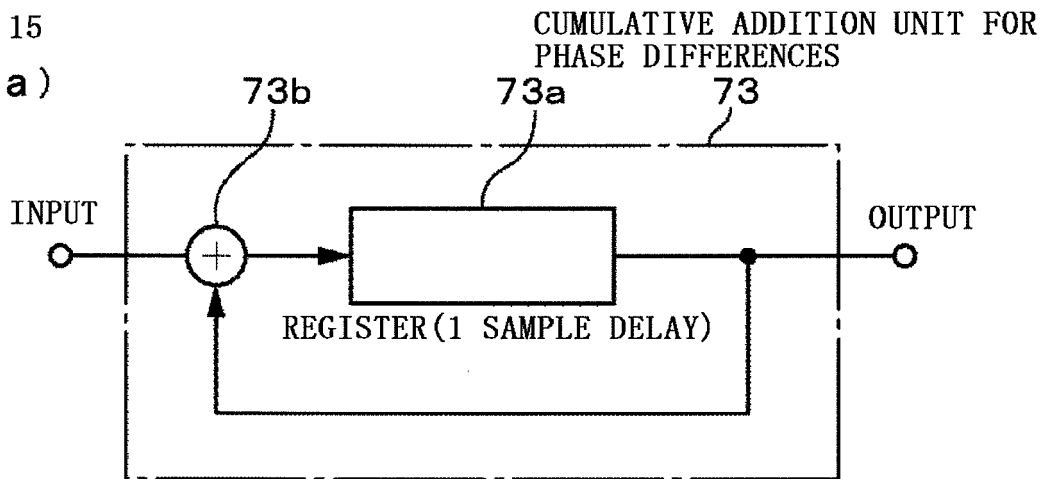 15
CUMULATIVE ADDITION UNIT FOR
PHASE DIFFERENCES
a)
73b
73a
73
INPUT
OUTPUT
+
REGISTER(1 SAMPLE DELAY)